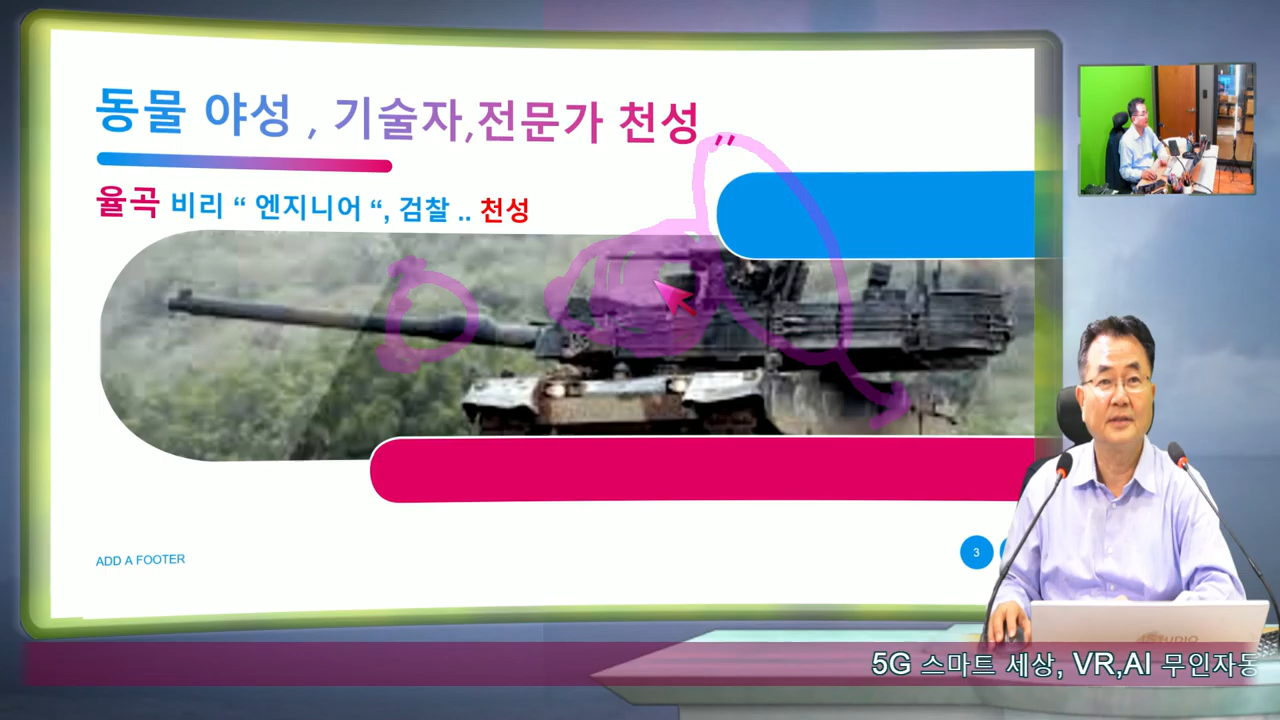 동물 야성 , 기술자,전문가 천성 ,,
율곡 비리 “ 엔지니어 “, 검찰 .. 천성
ADD A FOOTER
3
5G 스마트 세상, VR,AI 무인자동